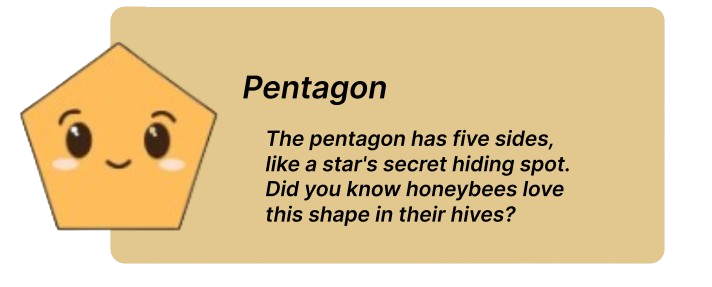 Pentagon
The pentagon has five sides,
like a star's secret hiding spot.
Did you know honeybees love
this shape in their hives?